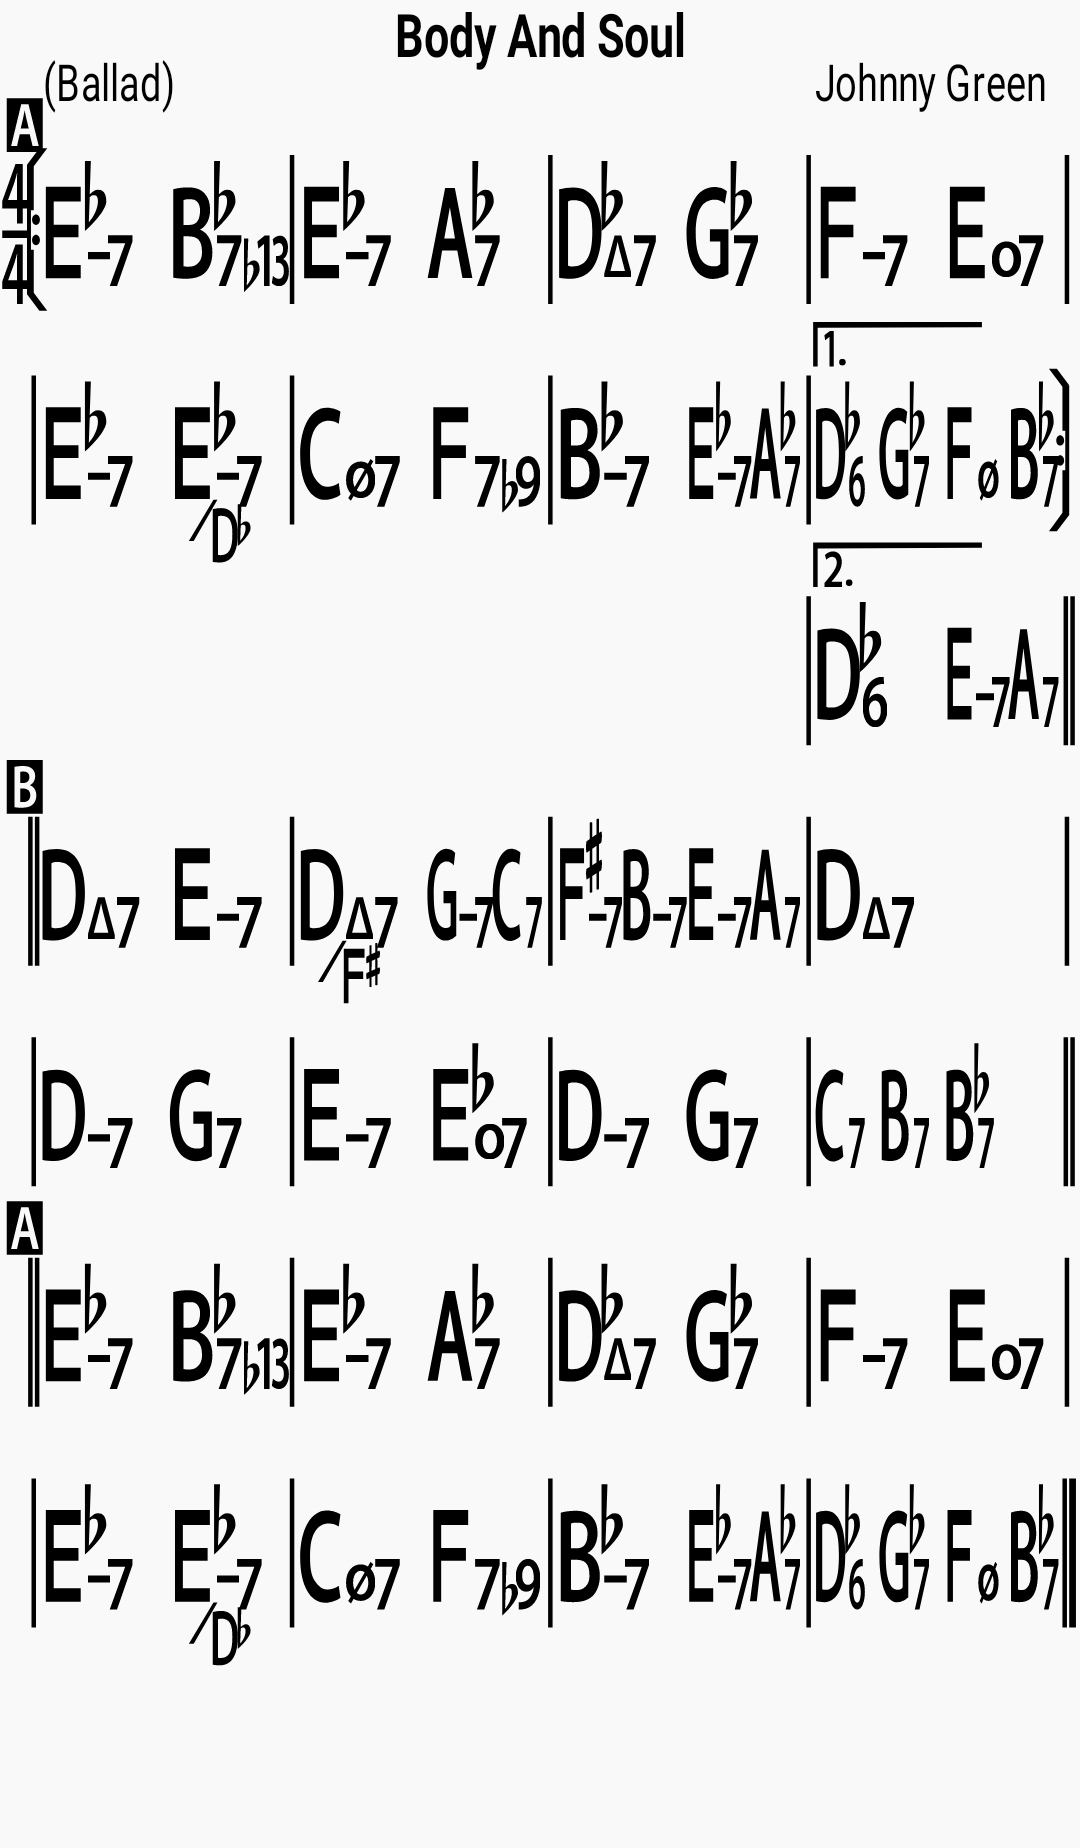 Body And Soul
(Ballad) Johnny Green
A
4/4 E♭-7 B♭7♭13 | E♭-7 A♭7 | D♭Δ7 G♭7 | F-7 Eo7 |
1.
| E♭-7 E♭-7/D♭ | Cø7 F7♭9 | B♭-7 E♭-7 A♭7 | D♭6 G♭7 Fø B♭7 :|
2.
| D♭6 E-7 A7 ||
B
|| DΔ7 E-7 | DΔ7/F♯ G-7 C7 | F♯-7 B-7 E-7 A7 | DΔ7 |
| D-7 G7 | E-7 E♭o7 | D-7 G7 | C7 B7 B♭7 ||
A
|| E♭-7 B♭7♭13 | E♭-7 A♭7 | D♭Δ7 G♭7 | F-7 Eo7 |
| E♭-7 E♭-7/D♭ | Cø7 F7♭9 | B♭-7 E♭-7 A♭7 | D♭6 G♭7 Fø B♭7 ||